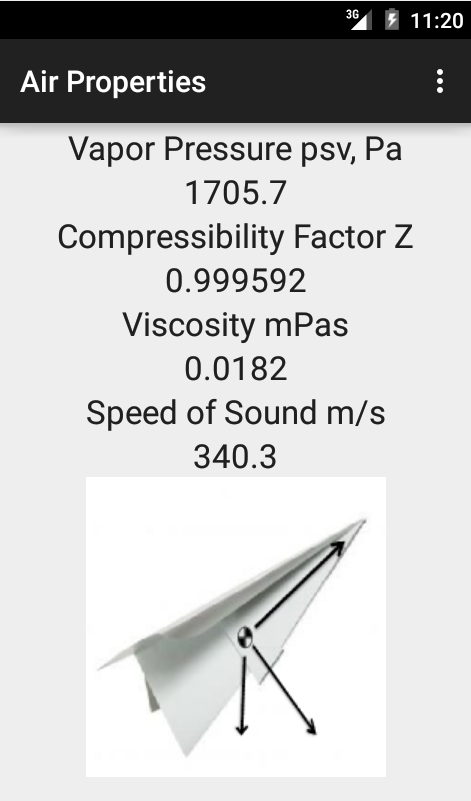 3G 11:20
Air Properties
Vapor Pressure psv, Pa
1705.7
Compressibility Factor Z
0.999592
Viscosity mPas
0.0182
Speed of Sound m/s
340.3